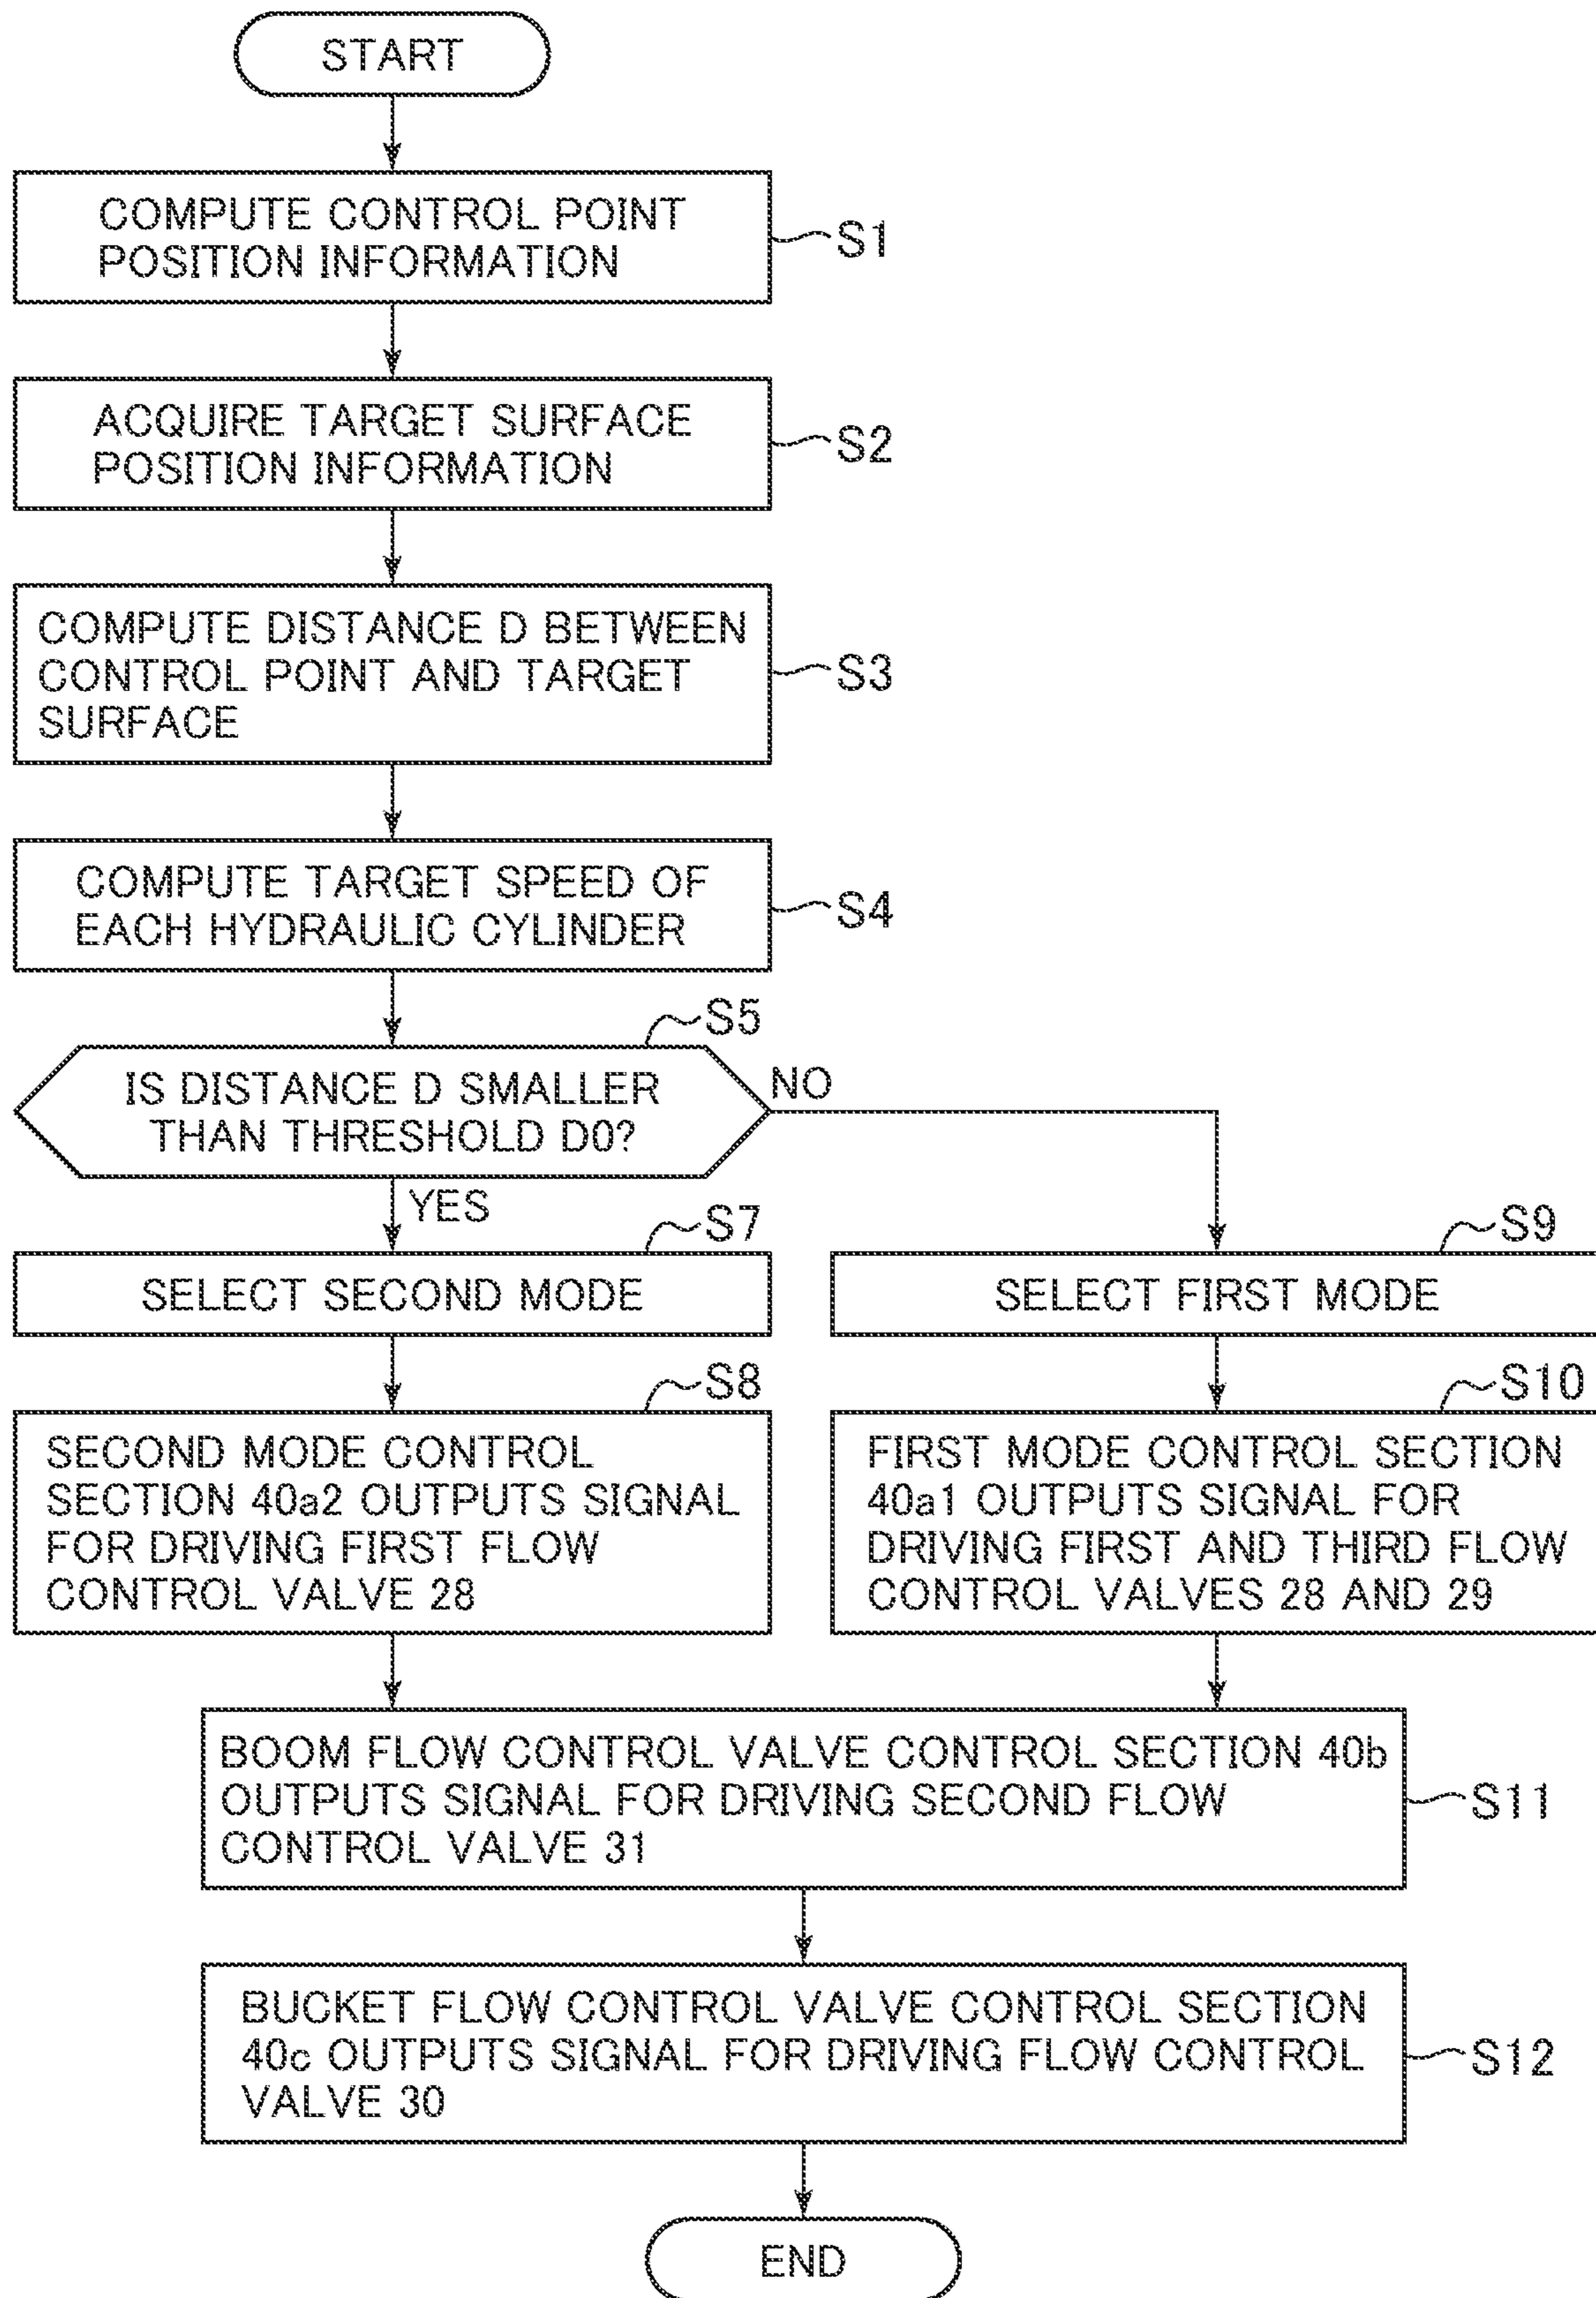 START
COMPUTE CONTROL POINT
POSITION INFORMATION
S1
ACQUIRE TARGET SURFACE
POSITION INFORMATION
S2
COMPUTE DISTANCE D BETWEEN
CONTROL POINT AND TARGET
SURFACE
S3
COMPUTE TARGET SPEED OF
EACH HYDRAULIC CYLINDER
S4
S5
IS DISTANCE D SMALLER
THAN THRESHOLD D0?
NO
YES
S7
SELECT SECOND MODE
S9
SELECT FIRST MODE
S8
SECOND MODE CONTROL
SECTION 40a2 OUTPUTS SIGNAL
FOR DRIVING FIRST FLOW
CONTROL VALVE 28
S10
FIRST MODE CONTROL SECTION
40a1 OUTPUTS SIGNAL FOR
DRIVING FIRST AND THIRD FLOW
CONTROL VALVES 28 AND 29
BOOM FLOW CONTROL VALVE CONTROL SECTION 40b
OUTPUTS SIGNAL FOR DRIVING SECOND FLOW
CONTROL VALVE 31
S11
BUCKET FLOW CONTROL VALVE CONTROL SECTION
40c OUTPUTS SIGNAL FOR DRIVING FLOW CONTROL
VALVE 30
S12
END